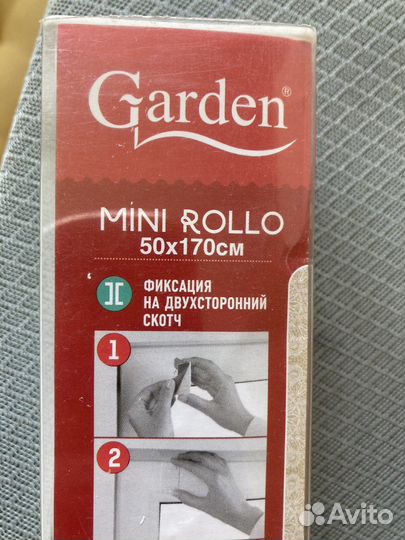 Garden®
MINI ROLLO
50x170см
ФИКСАЦИЯ
НА ДВУХСТОРОННИЙ
СКОТЧ
1
2
Avito